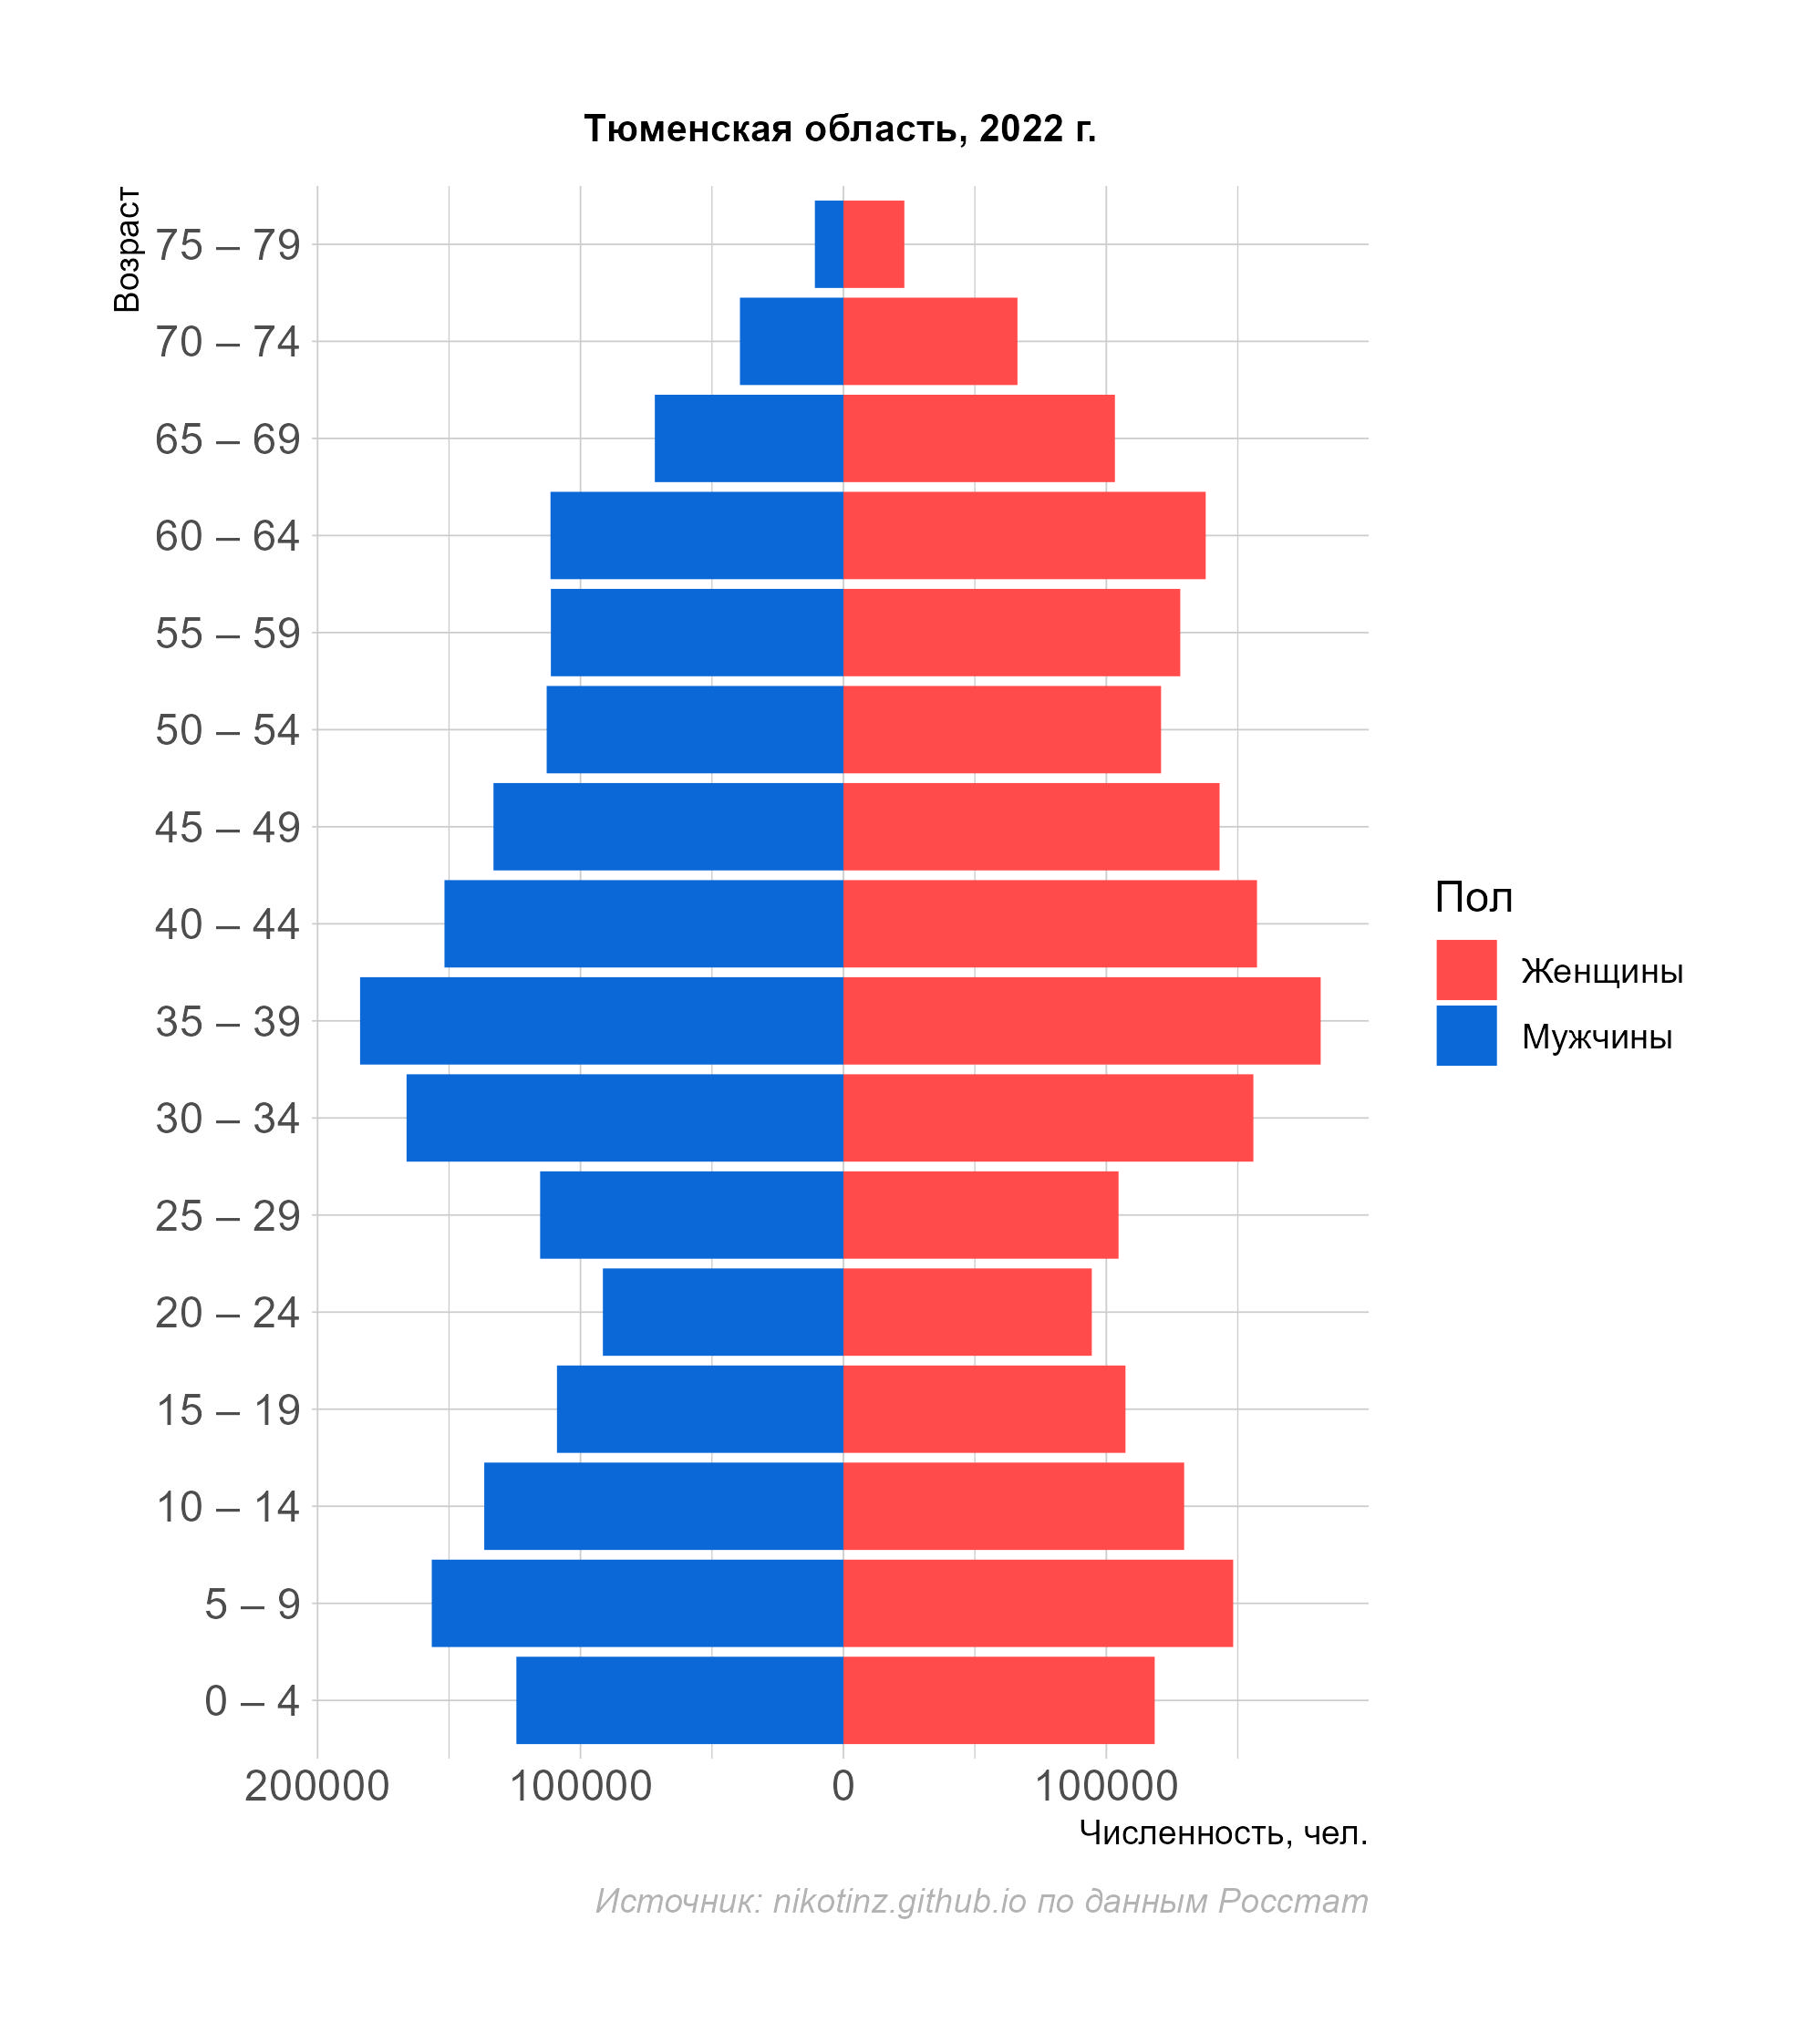 Тюменская область, 2022 г.
Возраст
75 – 79
70 – 74
65 – 69
60 – 64
55 – 59
50 – 54
45 – 49
40 – 44
35 – 39
30 – 34
25 – 29
20 – 24
15 – 19
10 – 14
5 – 9
0 – 4
200000 100000 0 100000
Численность, чел.
Пол
Женщины
Мужчины
Источник: nikotinz.github.io по данным Росстат